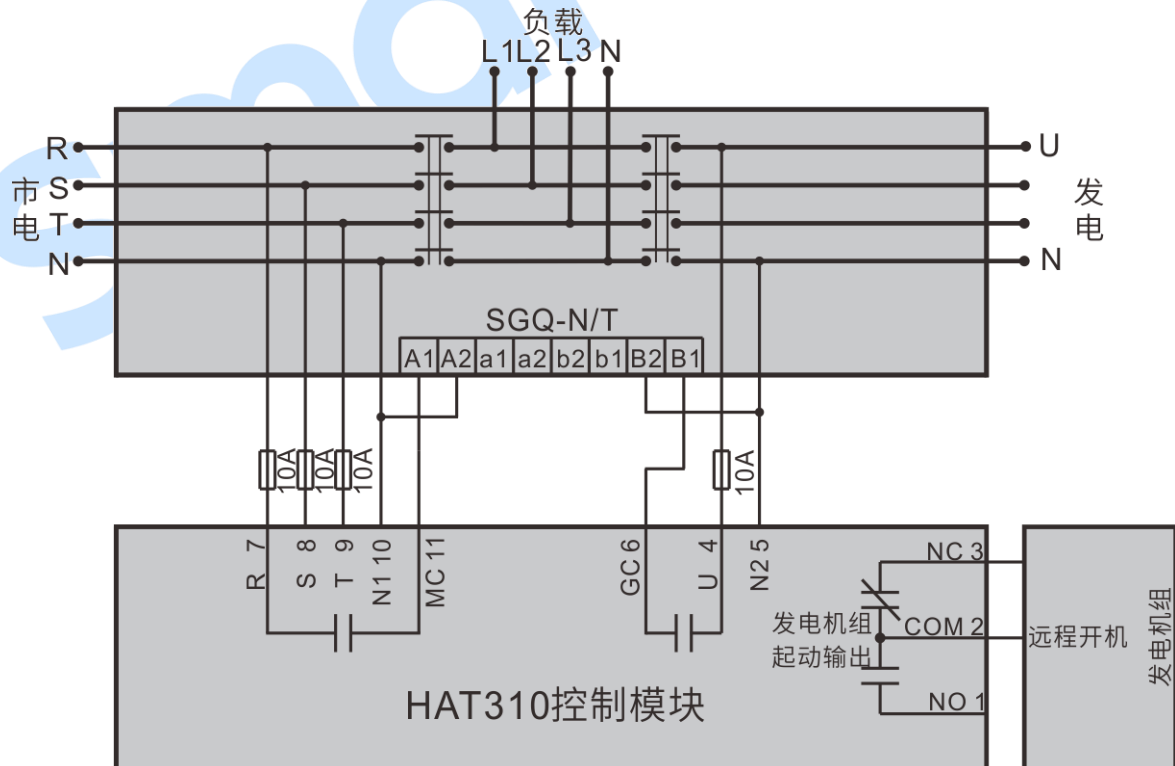 负载
L1 L2 L3 N
R
市电
S
T
N
U
发电
N
SGQ-N/T
A1 A2 a1 a2 b2 b1 B2 B1
10A 10A 10A 10A
R 7
S 8
T 9
N1 10
MC 11
GC 6
U 4
N2 5
NC 3
COM 2
NO 1
发电机组
起动输出
远程开机
发电机组
HAT310控制模块